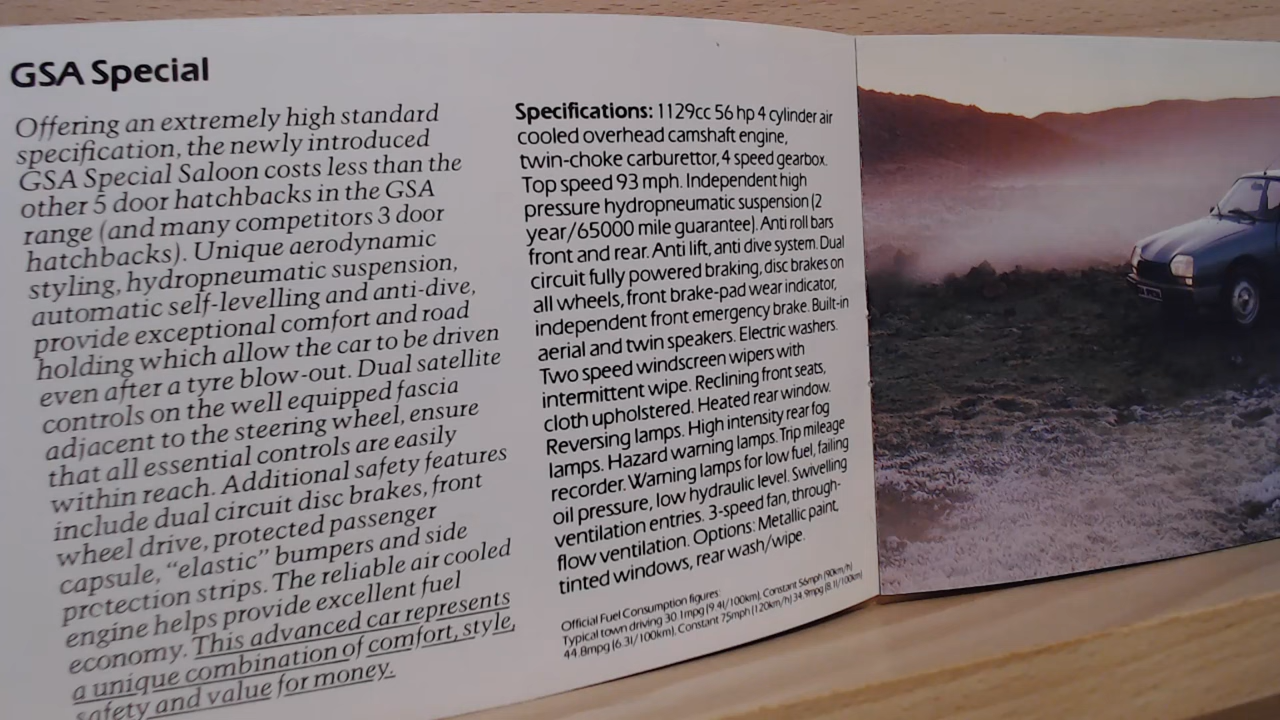 GSA Special
Offering an extremely high standard
specification, the newly introduced
GSA Special Saloon costs less than the
other 5 door hatchbacks in the GSA
range (and many competitors 3 door
hatchbacks). Unique aerodynamic
styling, hydropneumatic suspension,
automatic self-levelling and anti-dive,
provide exceptional comfort and road
holding which allow the car to be driven
even after a tyre blow-out. Dual satellite
controls on the well equipped fascia
adjacent to the steering wheel, ensure
that all essential controls are easily
within reach. Additional safety features
include dual circuit disc brakes, front
wheel drive, protected passenger
capsule, “elastic” bumpers and side
protection strips. The reliable air cooled
engine helps provide excellent fuel
economy. This advanced car represents
a unique combination of comfort, style,
safety and value for money.
Specifications: 1129cc 56 hp 4 cylinder air
cooled overhead camshaft engine,
twin-choke carburettor, 4 speed gearbox.
Top speed 93 mph. Independent high
pressure hydropneumatic suspension (2
year/65000 mile guarantee). Anti roll bars
front and rear. Anti lift, anti dive system. Dual
circuit fully powered braking, disc brakes on
all wheels, front brake-pad wear indicator,
independent front emergency brake. Built-in
aerial and twin speakers. Electric washers.
Two speed windscreen wipers with
intermittent wipe. Reclining front seats,
cloth upholstered. Heated rear window.
Reversing lamps. High intensity rear fog
lamps. Hazard warning lamps. Trip mileage
recorder. Warning lamps for low fuel, failing
oil pressure, low hydraulic level. Swivelling
ventilation entries. 3-speed fan, through-
flow ventilation. Options: Metallic paint,
tinted windows, rear wash/wipe.
Official Fuel Consumption figures:
Typical town driving 30.1mpg (9.4l/100km). Constant 56mph (90km/h)
44.8mpg (6.3l/100km). Constant 75mph (120km/h) 34.9mpg (8.1l/100km)